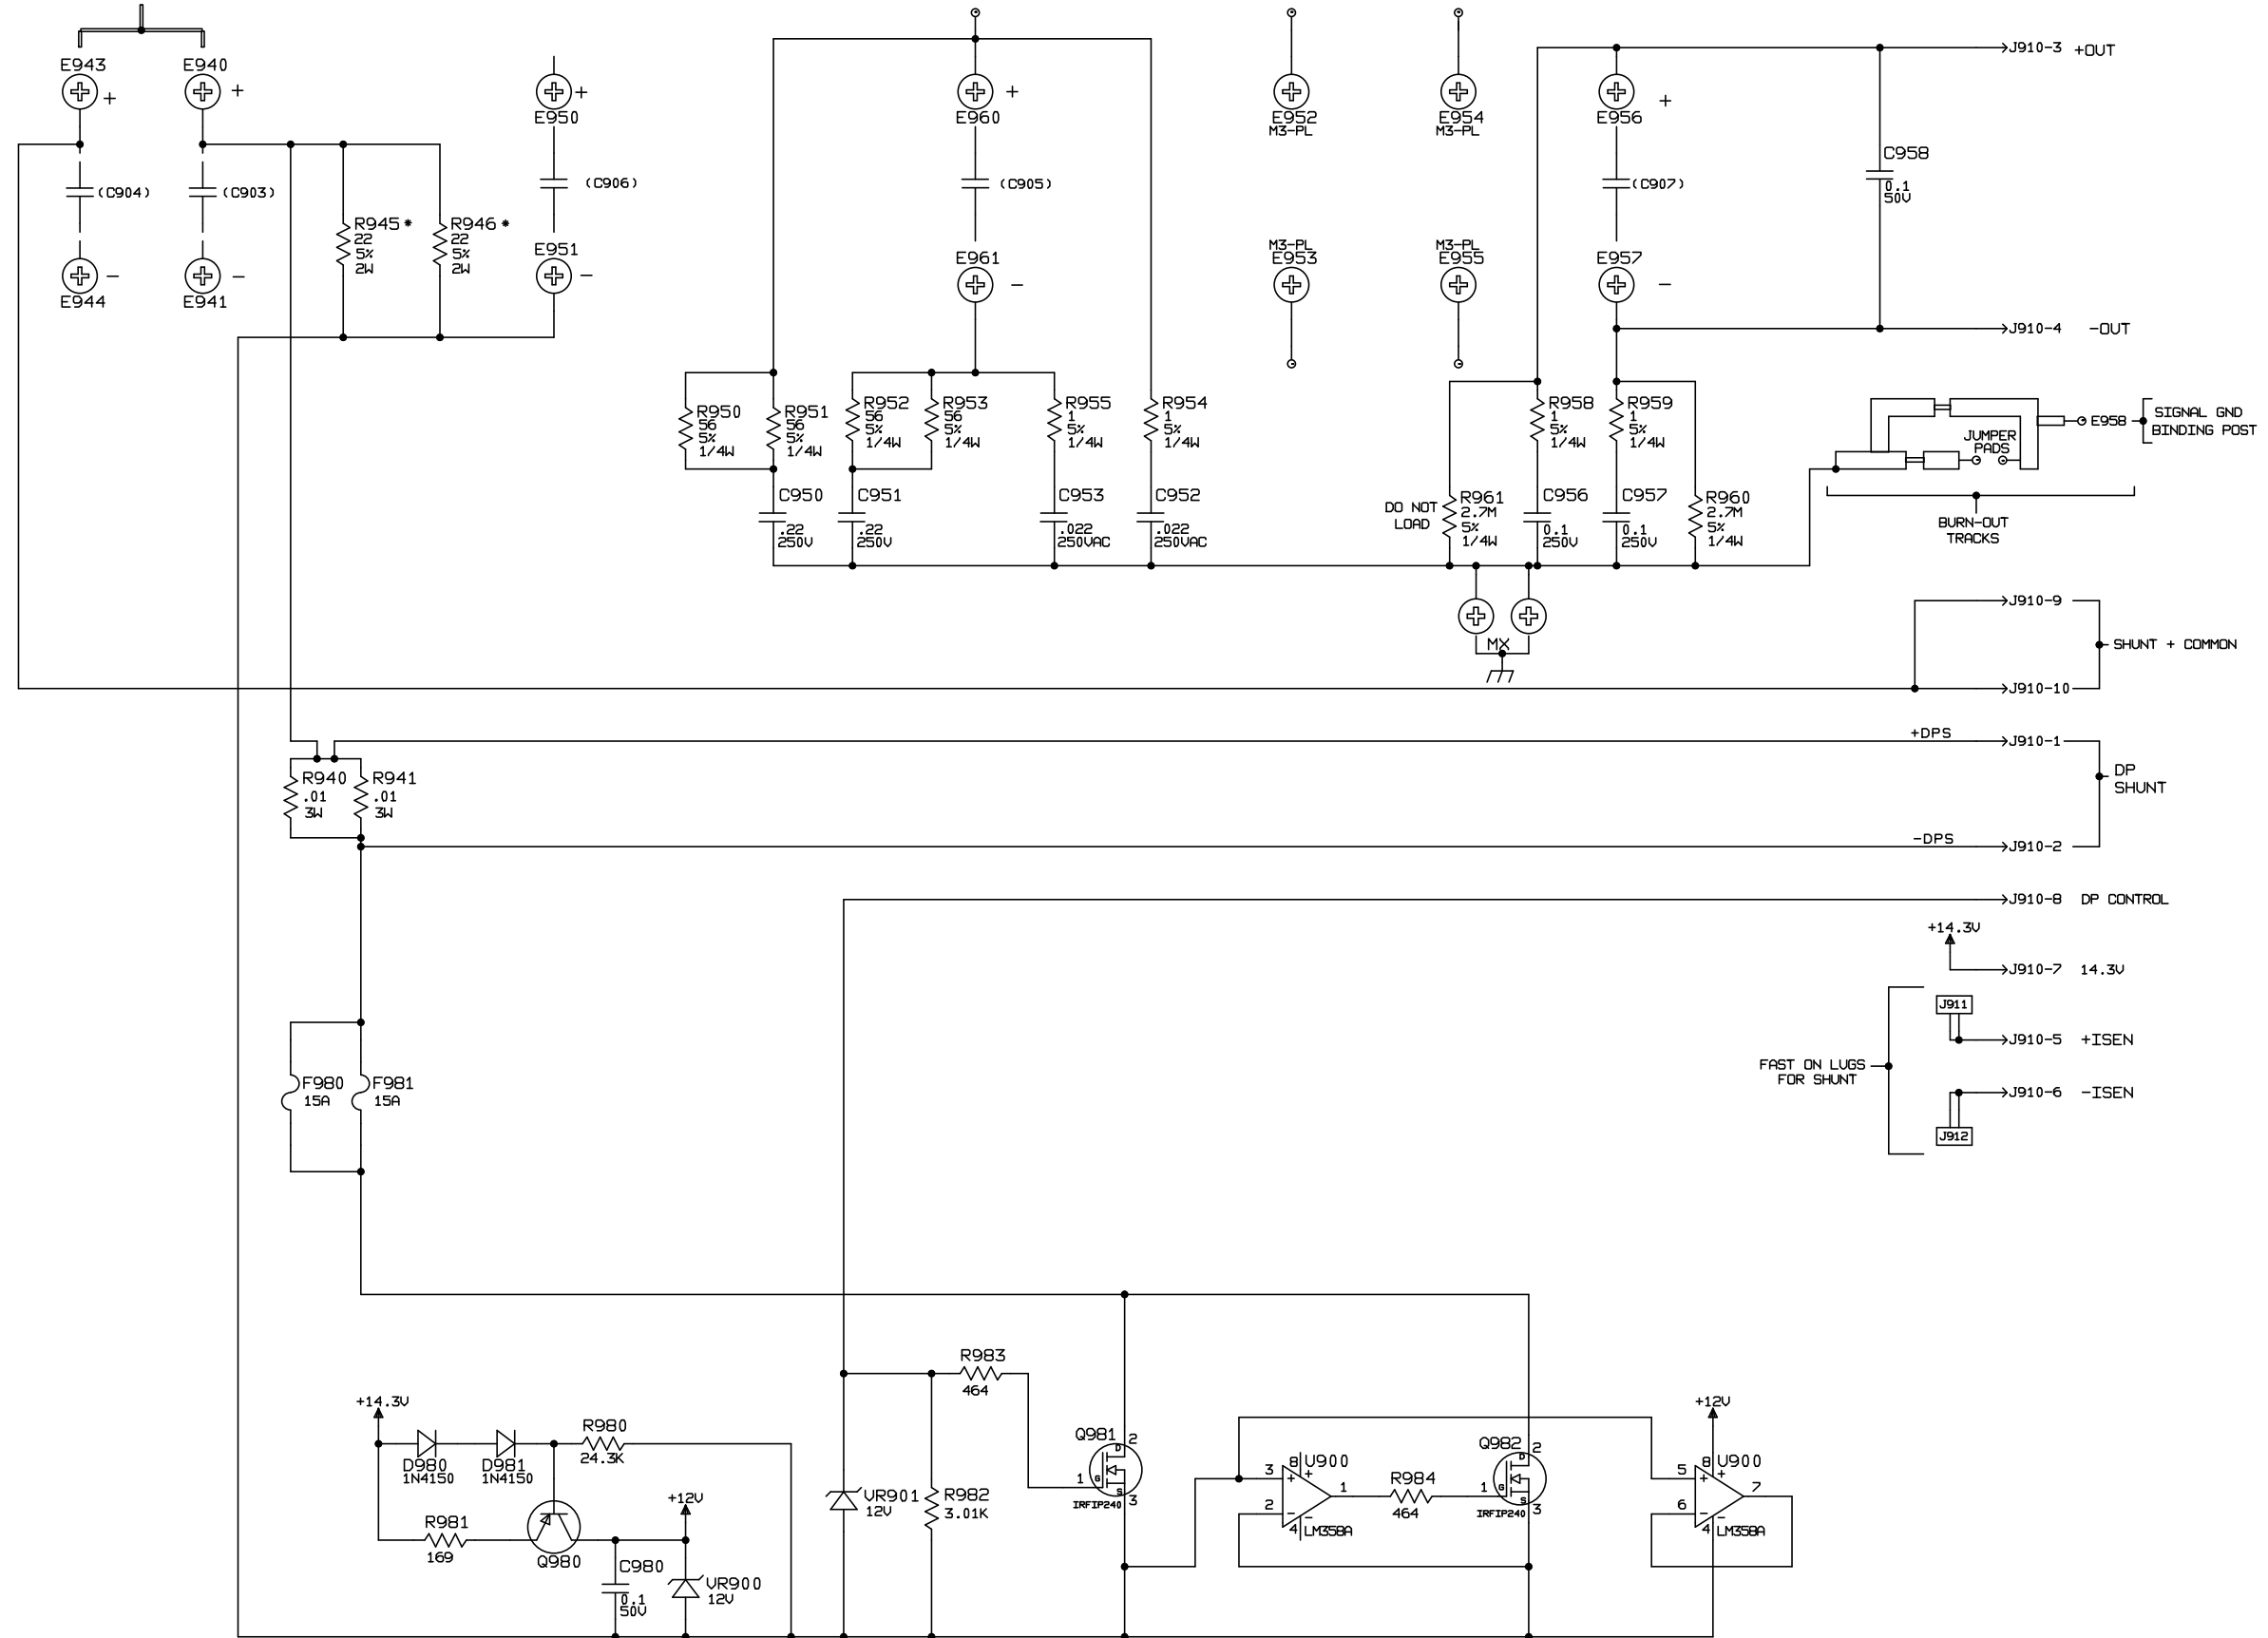 E943
+
E940
+
+
E950
+
E960
E952
M3-PL
E954
M3-PL
+
E956
J910-3 +OUT
(C904)
(C903)
(C906)
(C905)
(C907)
C958
0.1
50V
R945*
22
5%
2W
R946*
22
5%
2W
-
E944
-
E941
E951
-
E961
-
M3-PL
E953
M3-PL
E955
E957
-
J910-4 -OUT
R950
56
5%
1/4W
R951
56
5%
1/4W
R952
56
5%
1/4W
R953
56
5%
1/4W
R955
1
5%
1/4W
R954
1
5%
1/4W
R958
1
5%
1/4W
R959
1
5%
1/4W
JUMPER
PADS
E958
SIGNAL GND
BINDING POST
C950
.22
250V
C951
.22
250V
C953
.022
250VAC
C952
.022
250VAC
DO NOT
LOAD
R961
2.7M
5%
1/4W
C956
0.1
250V
C957
0.1
250V
R960
2.7M
5%
1/4W
BURN-OUT
TRACKS
MX
J910-9
SHUNT + COMMON
J910-10
+DPS
J910-1
DP
SHUNT
R940
.01
3W
R941
.01
3W
-DPS
J910-2
J910-8 DP CONTROL
+14.3V
J910-7 14.3V
J911
J910-5 +ISEN
FAST ON LUGS
FOR SHUNT
J910-6 -ISEN
J912
F980
15A
F981
15A
R983
464
+14.3V
D980
1N4150
D981
1N4150
R980
24.3K
R981
169
Q980
+12V
C980
0.1
50V
VR900
12V
VR901
12V
R982
3.01K
Q981
2
D
1
G
S
3
IRFIP240
3
+
2
-
8
+
U900
1
4
-
LM358A
R984
464
Q982
2
D
1
G
S
3
IRFIP240
+12V
5
+
6
-
8
+
U900
7
4
-
LM358A